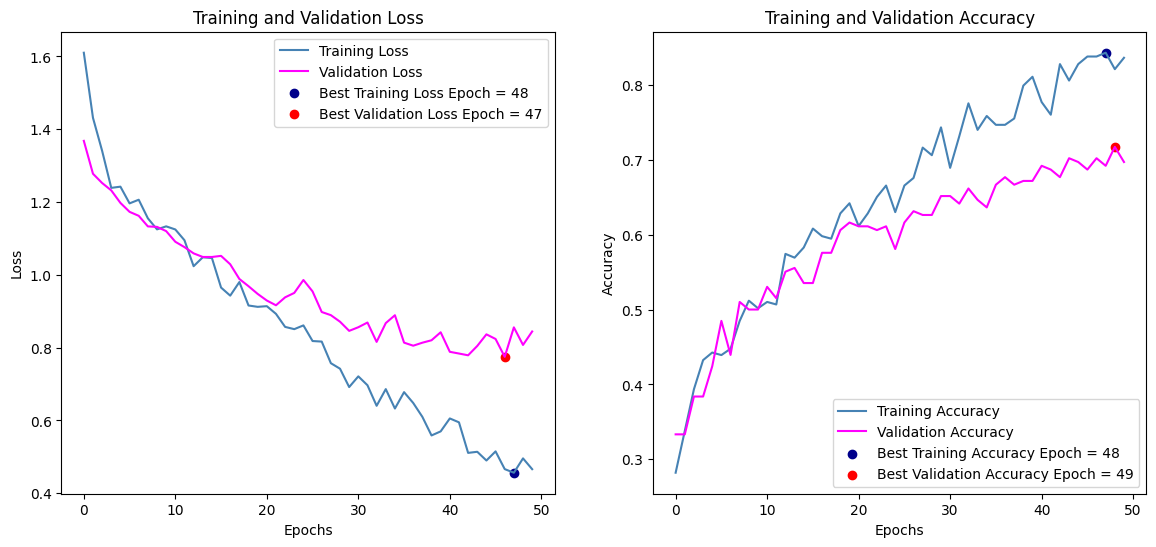 Training and Validation Loss
Training Loss
Validation Loss
Best Training Loss Epoch = 48
Best Validation Loss Epoch = 47
1.6
1.4
1.2
1.0
0.8
0.6
0.4
Loss
0 10 20 30 40 50
Epochs
Training and Validation Accuracy
0.8
0.7
0.6
0.5
0.4
0.3
Accuracy
Training Accuracy
Validation Accuracy
Best Training Accuracy Epoch = 48
Best Validation Accuracy Epoch = 49
0 10 20 30 40 50
Epochs